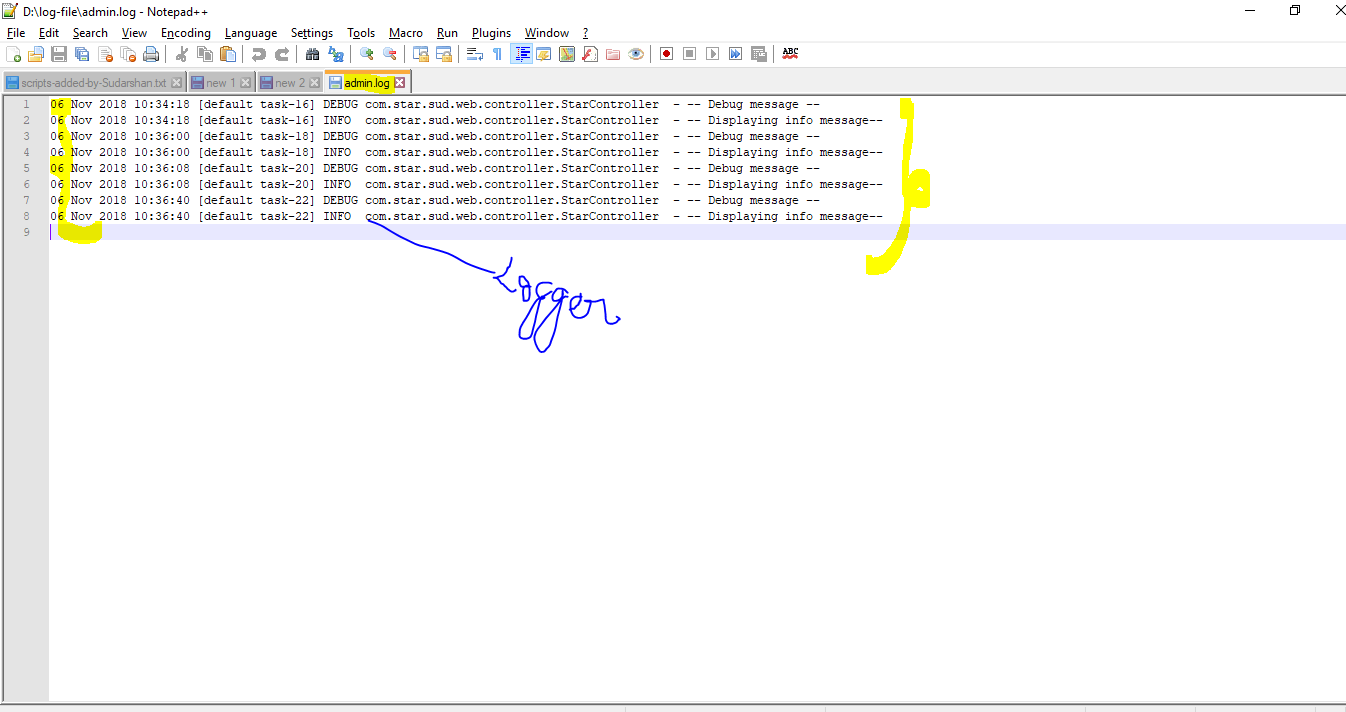 D:\log-file\admin.log - Notepad++
File Edit Search View Encoding Language Settings Tools Macro Run Plugins Window ?
ABC
scripts-added-by-Sudarshan.txt new 1 new 2 admin.log
1 06 Nov 2018 10:34:18 [default task-16] DEBUG com.star.sud.web.controller.StarController - -- Debug message --
2 06 Nov 2018 10:34:18 [default task-16] INFO com.star.sud.web.controller.StarController - -- Displaying info message--
3 06 Nov 2018 10:36:00 [default task-18] DEBUG com.star.sud.web.controller.StarController - -- Debug message --
4 06 Nov 2018 10:36:00 [default task-18] INFO com.star.sud.web.controller.StarController - -- Displaying info message--
5 06 Nov 2018 10:36:08 [default task-20] DEBUG com.star.sud.web.controller.StarController - -- Debug message --
6 06 Nov 2018 10:36:08 [default task-20] INFO com.star.sud.web.controller.StarController - -- Displaying info message--
7 06 Nov 2018 10:36:40 [default task-22] DEBUG com.star.sud.web.controller.StarController - -- Debug message --
8 06 Nov 2018 10:36:40 [default task-22] INFO com.star.sud.web.controller.StarController - -- Displaying info message--
9
Logger